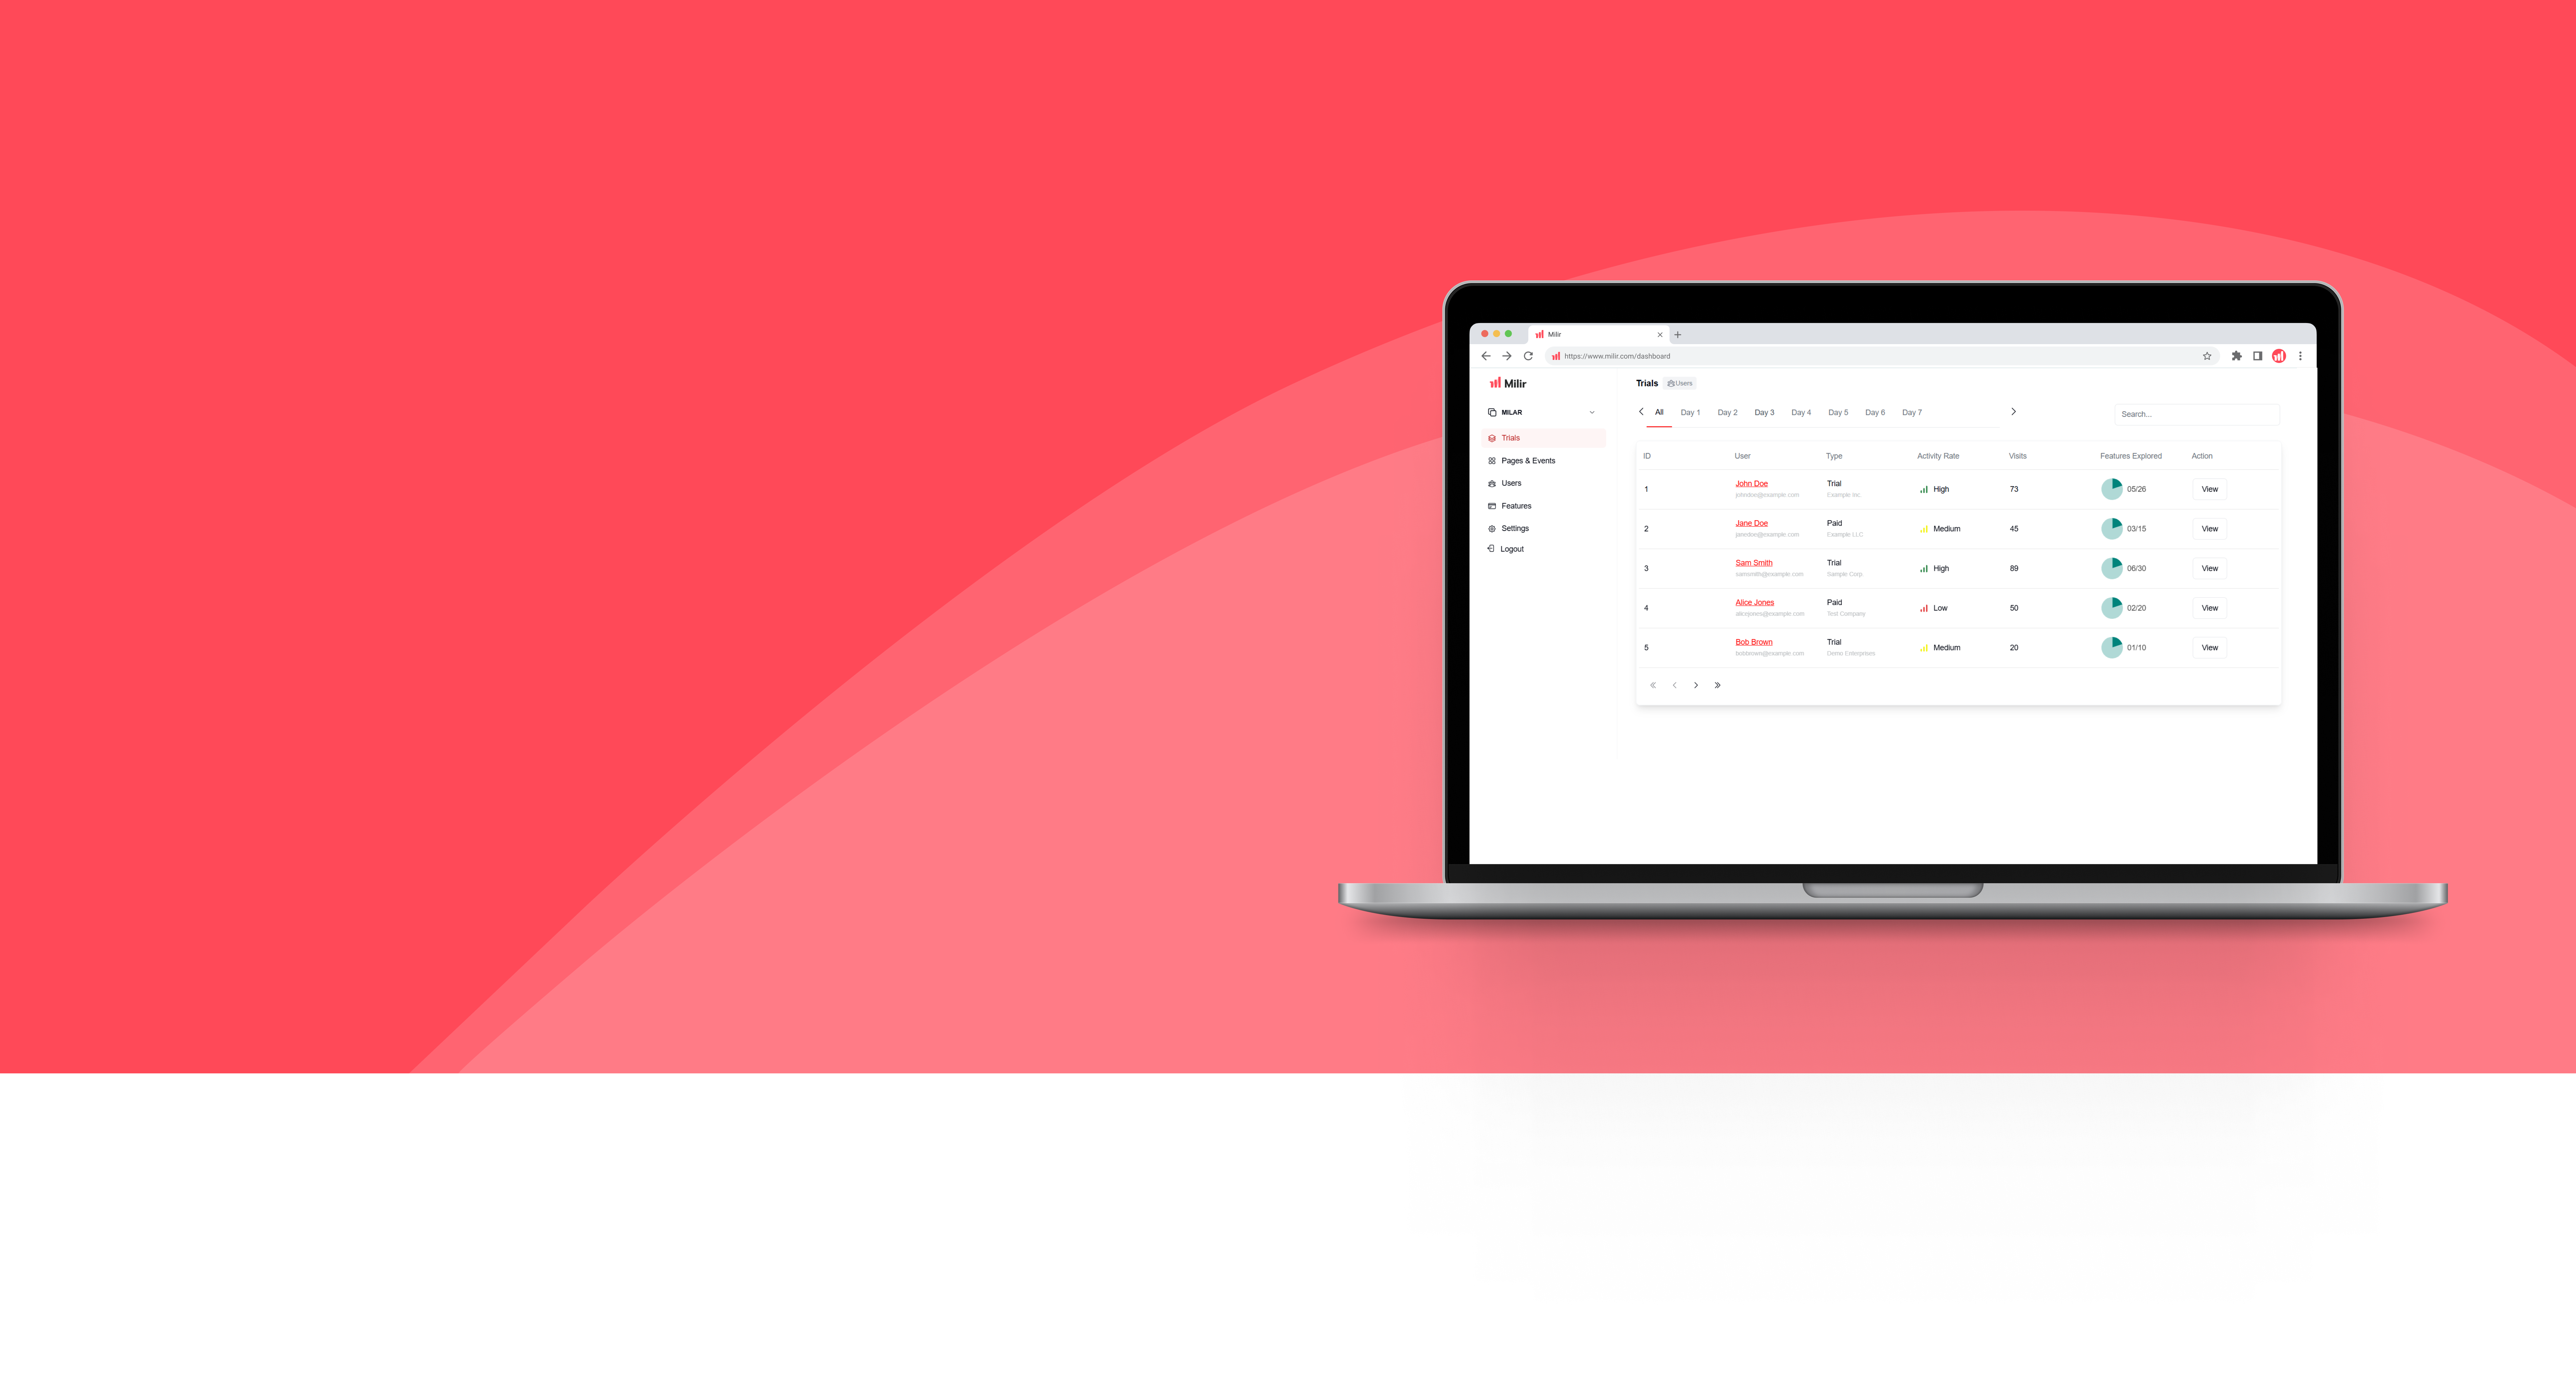 Milir
https://www.milir.com/dashboard
Milir
MILAR
Trials
Pages & Events
Users
Features
Settings
Logout
Trials Users
All Day 1 Day 2 Day 3 Day 4 Day 5 Day 6 Day 7
Search...
ID User Type Activity Rate Visits Features Explored Action
1 John Doe Trial High 73 05/26 View
johndoe@example.com Example Inc.
2 Jane Doe Paid Medium 45 03/15 View
janedoe@example.com Example LLC
3 Sam Smith Trial High 89 06/30 View
samsmith@example.com Sample Corp.
4 Alice Jones Paid Low 50 02/20 View
alicejones@example.com Test Company
5 Bob Brown Trial Medium 20 01/10 View
bobbrown@example.com Demo Enterprises